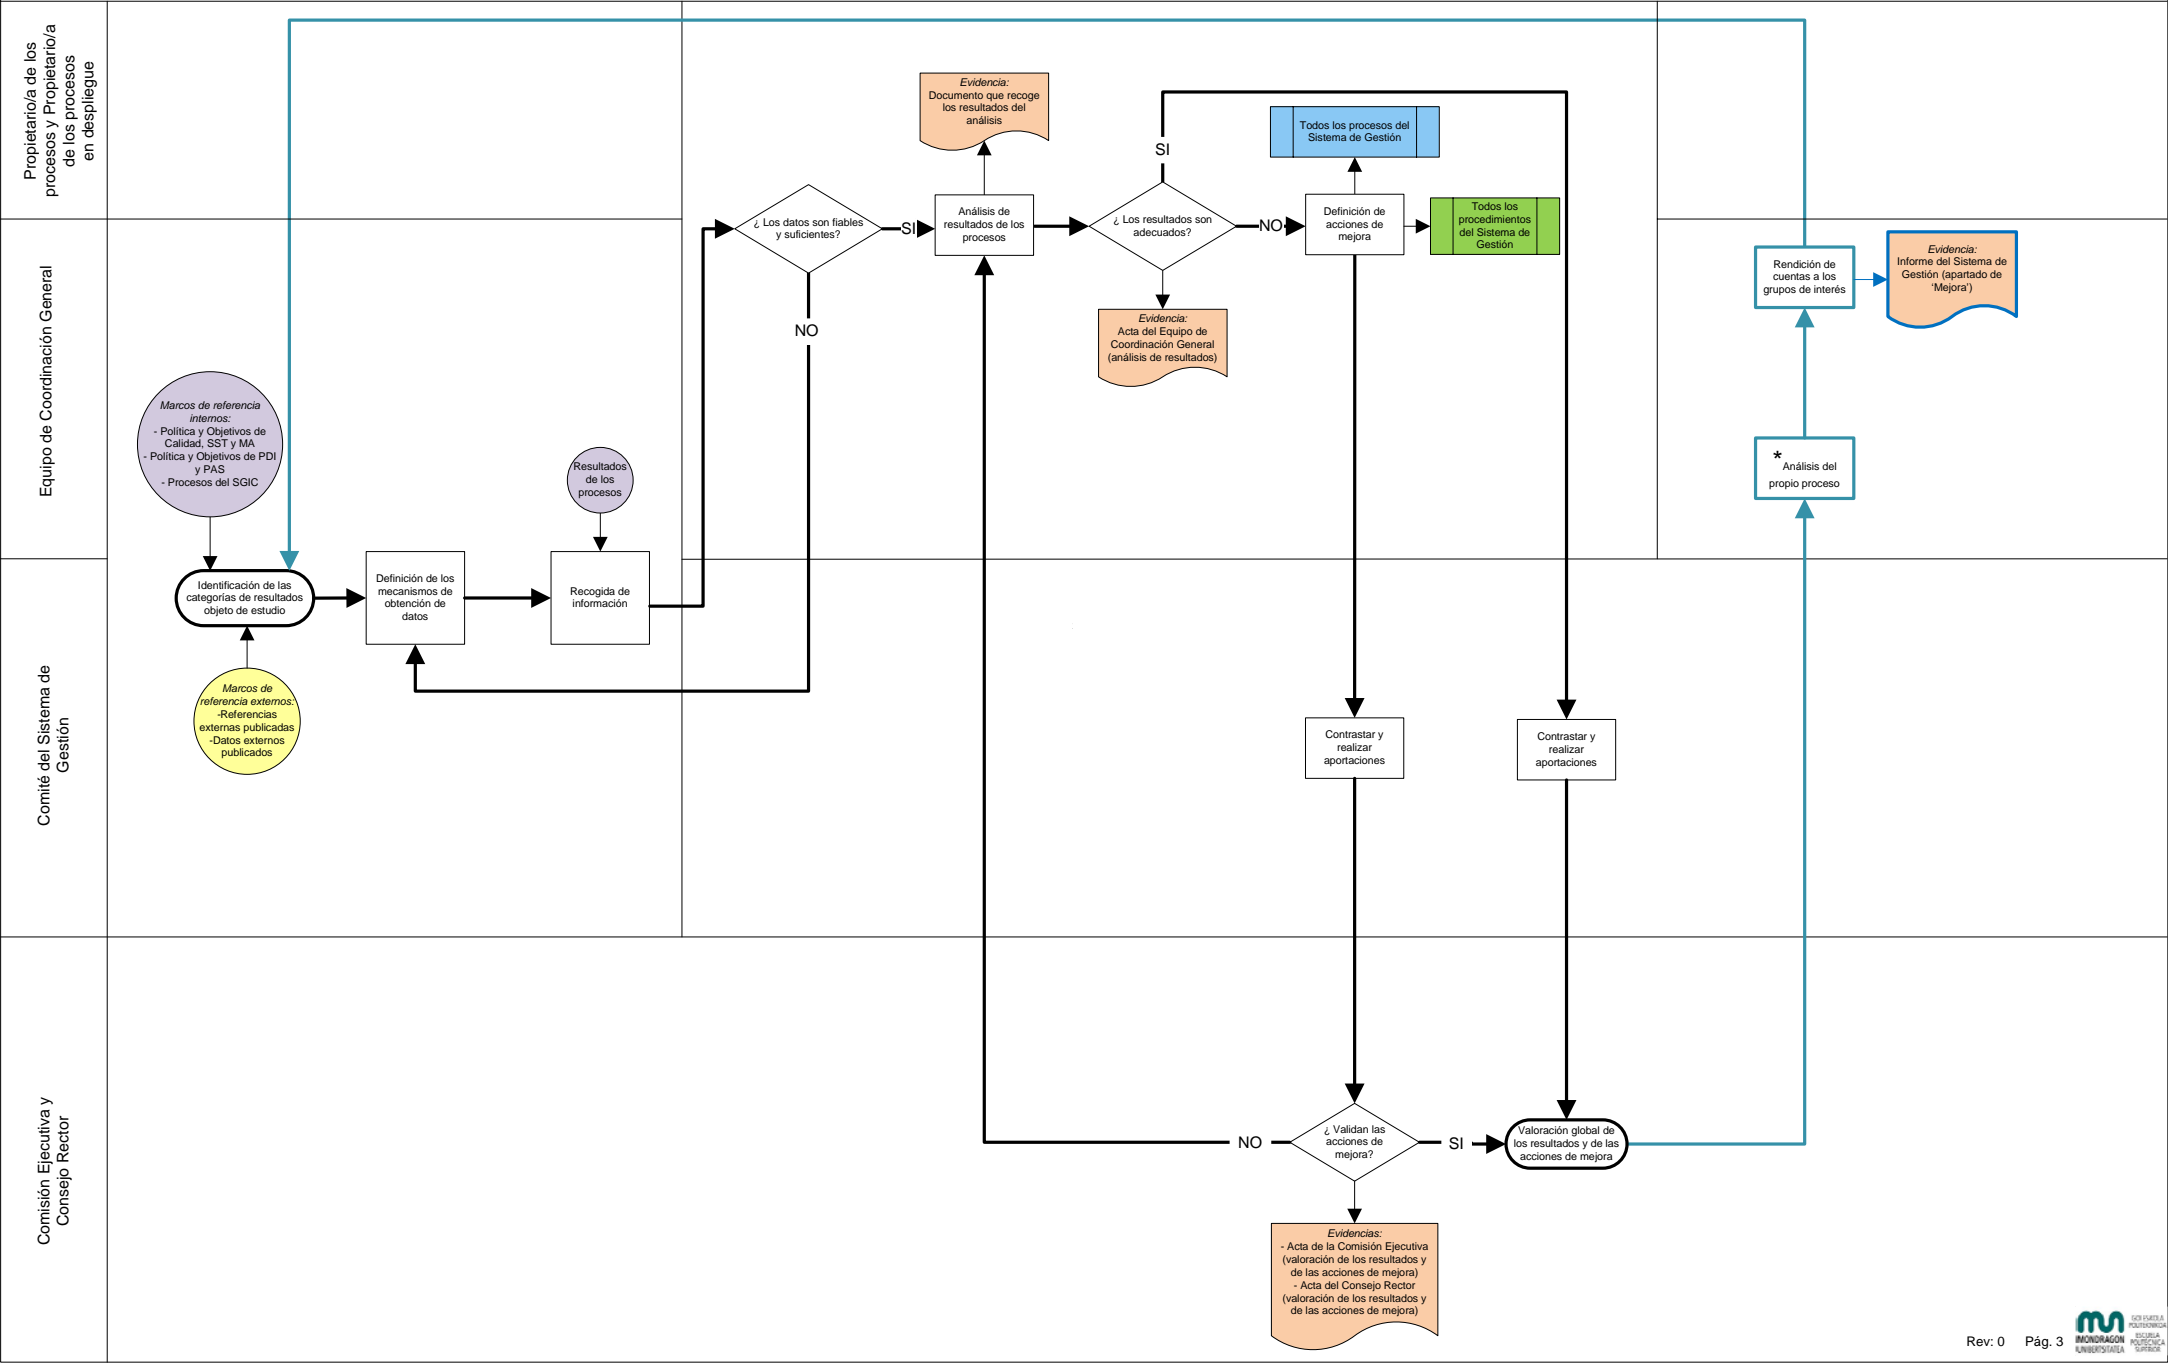 Propietario/a de los
procesos y Propietario/a
de los procesos
en despliegue
Evidencia:
Documento que recoge
los resultados del
análisis
SI
Todos los procesos del
Sistema de Gestión
¿ Los datos son fiables
y suficientes?
SI
Análisis de
resultados de los
procesos
¿ Los resultados son
adecuados?
NO
Definición de
acciones de
mejora
Todos los
procedimientos
del Sistema de
Gestión
Equipo de Coordinación General
NO
Evidencia:
Acta del Equipo de
Coordinación General
(análisis de resultados)
Rendición de
cuentas a los
grupos de interés
Evidencia:
Informe del Sistema de
Gestión (apartado de
‘Mejora’)
Marcos de referencia
internos:
- Política y Objetivos de
Calidad, SST y MA
- Política y Objetivos de PDI
y PAS
- Procesos del SGIC
Resultados
de los
procesos
* Análisis del
propio proceso
Comité del Sistema de
Gestión
Identificación de las
categorías de resultados
objeto de estudio
Definición de los
mecanismos de
obtención de
datos
Recogida de
información
Marcos de
referencia externos:
-Referencias
externas publicadas
-Datos externos
publicados
Contrastar y
realizar
aportaciones
Contrastar y
realizar
aportaciones
Comisión Ejecutiva y
Consejo Rector
NO
¿ Validan las
acciones de
mejora?
SI
Valoración global de
los resultados y de las
acciones de mejora
Evidencias:
- Acta de la Comisión Ejecutiva
(valoración de los resultados y
de las acciones de mejora)
- Acta del Consejo Rector
(valoración de los resultados y
de las acciones de mejora)
Rev: 0 Pág. 3
MONDRAGON
UNIBERTSITATEA
GOI ESKOLA
POLITEKNIKOA
ESCUELA
POLITÉCNICA
SUPERIOR